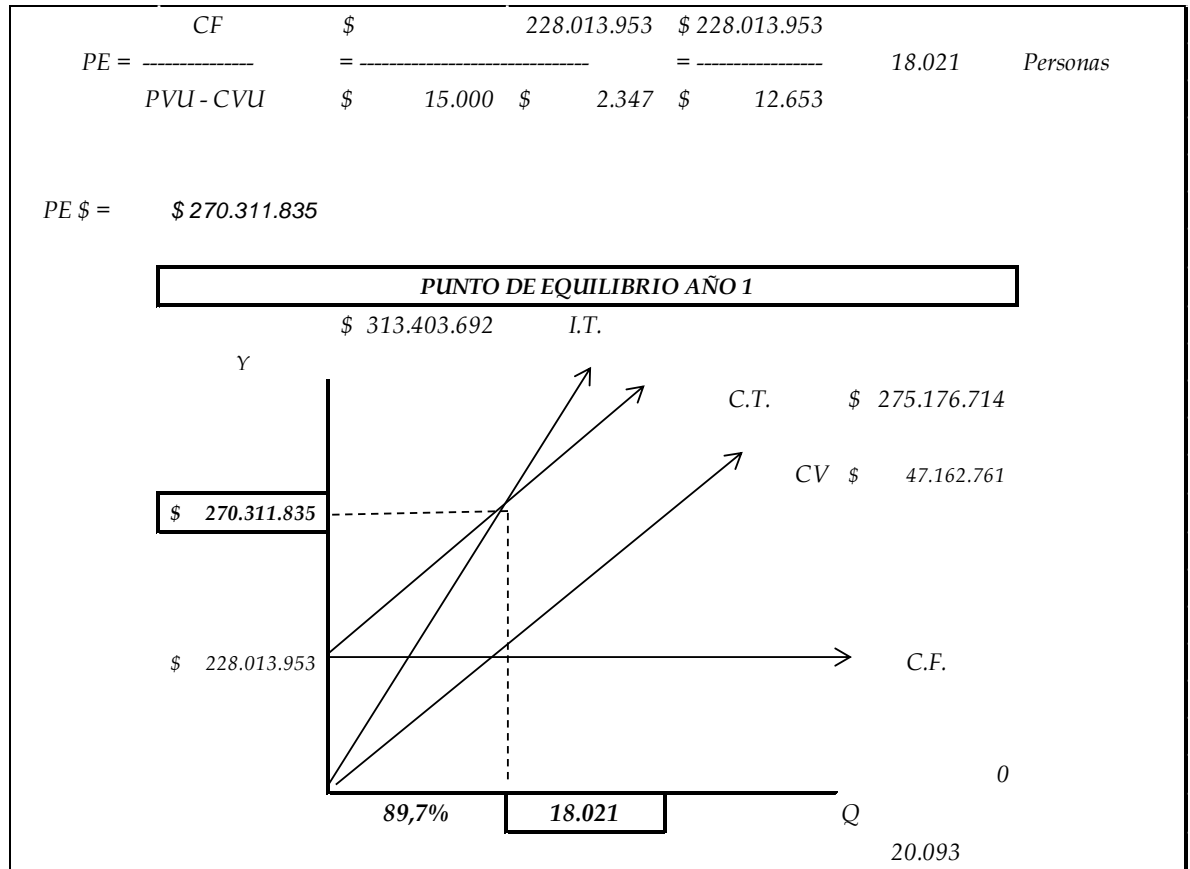 CF $ 228.013.953 $ 228.013.953
PE = --------------- = ------------------------------- = ----------------- 18.021 Personas
PVU - CVU $ 15.000 $ 2.347 $ 12.653
PE $ = $ 270.311.835
PUNTO DE EQUILIBRIO AÑO 1
$ 313.403.692 I.T.
Y
C.T. $ 275.176.714
CV $ 47.162.761
$ 270.311.835
$ 228.013.953 C.F.
0
89,7% 18.021 Q
20.093